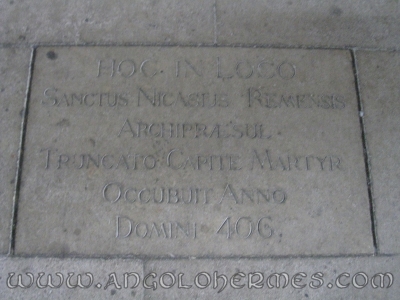 HOC IN LOCO
SANCTUS NICASIUS REMENSIS
ARCHIPRÆSUL
TRUNCATO CAPITE MARTYR
OCCUBUIT ANNO
DOMINI 406.
WWW.ANGOLOHERMES.COM